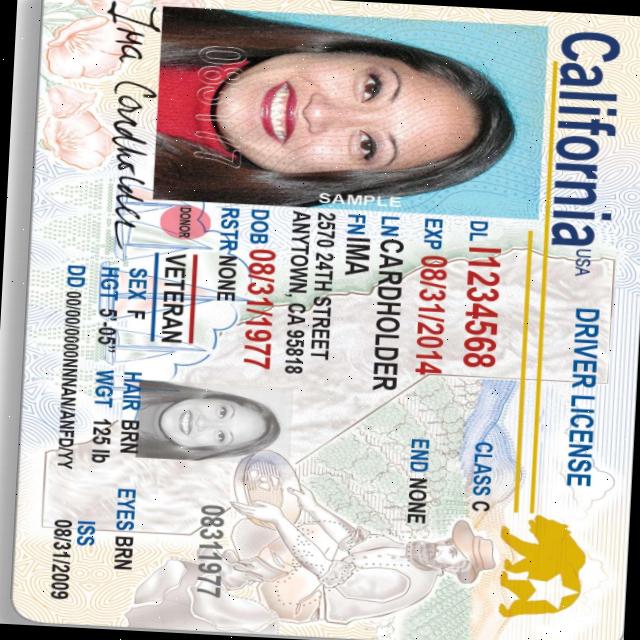 California USA DRIVER LICENSE
DL I1234568 CLASS C
EXP 08/31/2014 END NONE
LN CARDHOLDER
FN IMA
2570 24TH STREET
ANYTOWN, CA 95818
DOB 08/31/1977
RSTR NONE
08311977
VETERAN
DONOR
SEX F HAIR BRN EYES BRN
HGT 5'-05" WGT 125 lb ISS
DD 00/00/0000NNNAN/ANFD/YY 08/31/2009
SAMPLE
Ima Cardholder